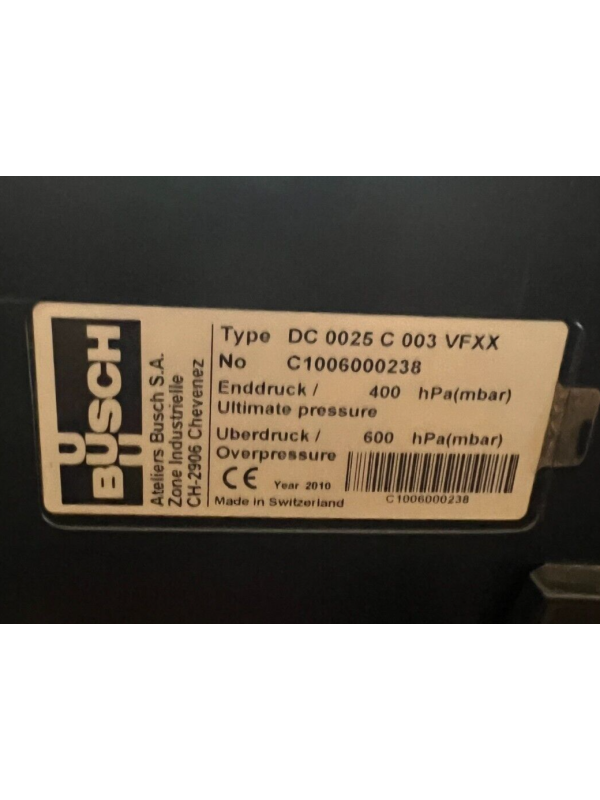 BUSCH
Ateliers Busch S.A.
Zone Industrielle
CH-2906 Chevenez
Type DC 0025 C 003 VFXX
No C1006000238
Enddruck / 400 hPa(mbar)
Ultimate pressure
Uberdruck / 600 hPa(mbar)
Overpressure
CE Year 2010
Made in Switzerland
C1006000238